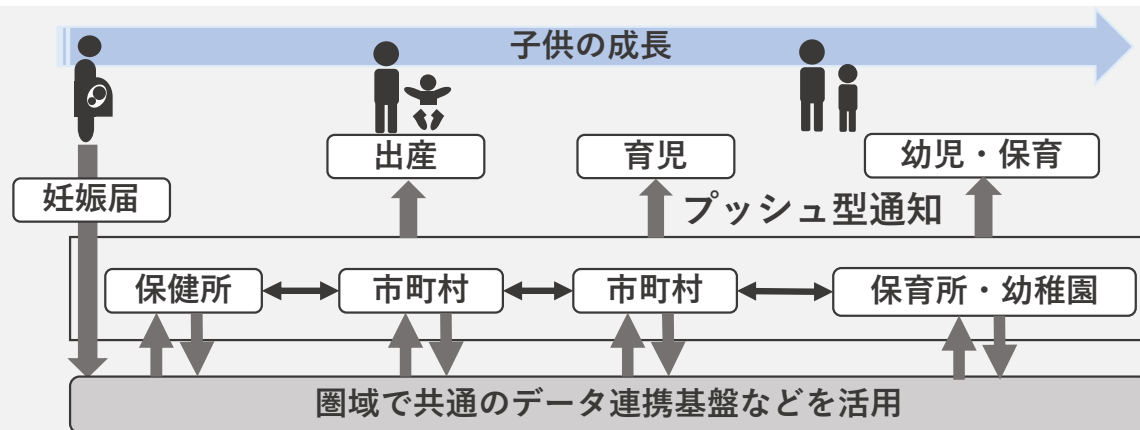 子供の成長
出産
育児
幼児・保育
妊娠届
プッシュ型通知
保健所
市町村
市町村
保育所・幼稚園
圏域で共通のデータ連携基盤などを活用